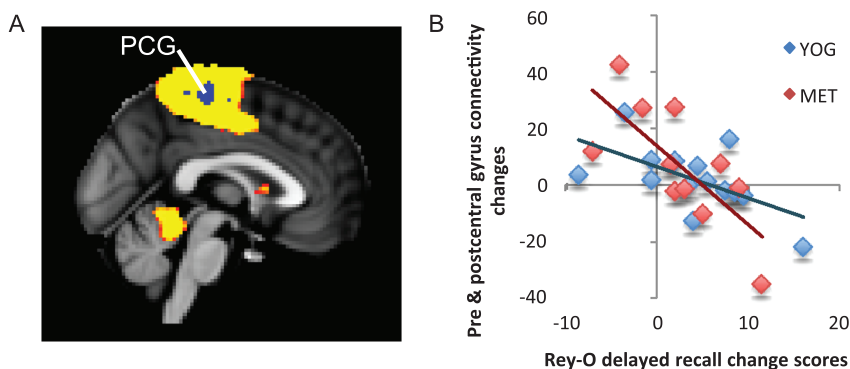 A
PCG
B
60
40
20
0
-20
-40
-10
0
10
20
Pre & postcentral gyrus connectivity
changes
Rey-O delayed recall change scores
YOG
MET